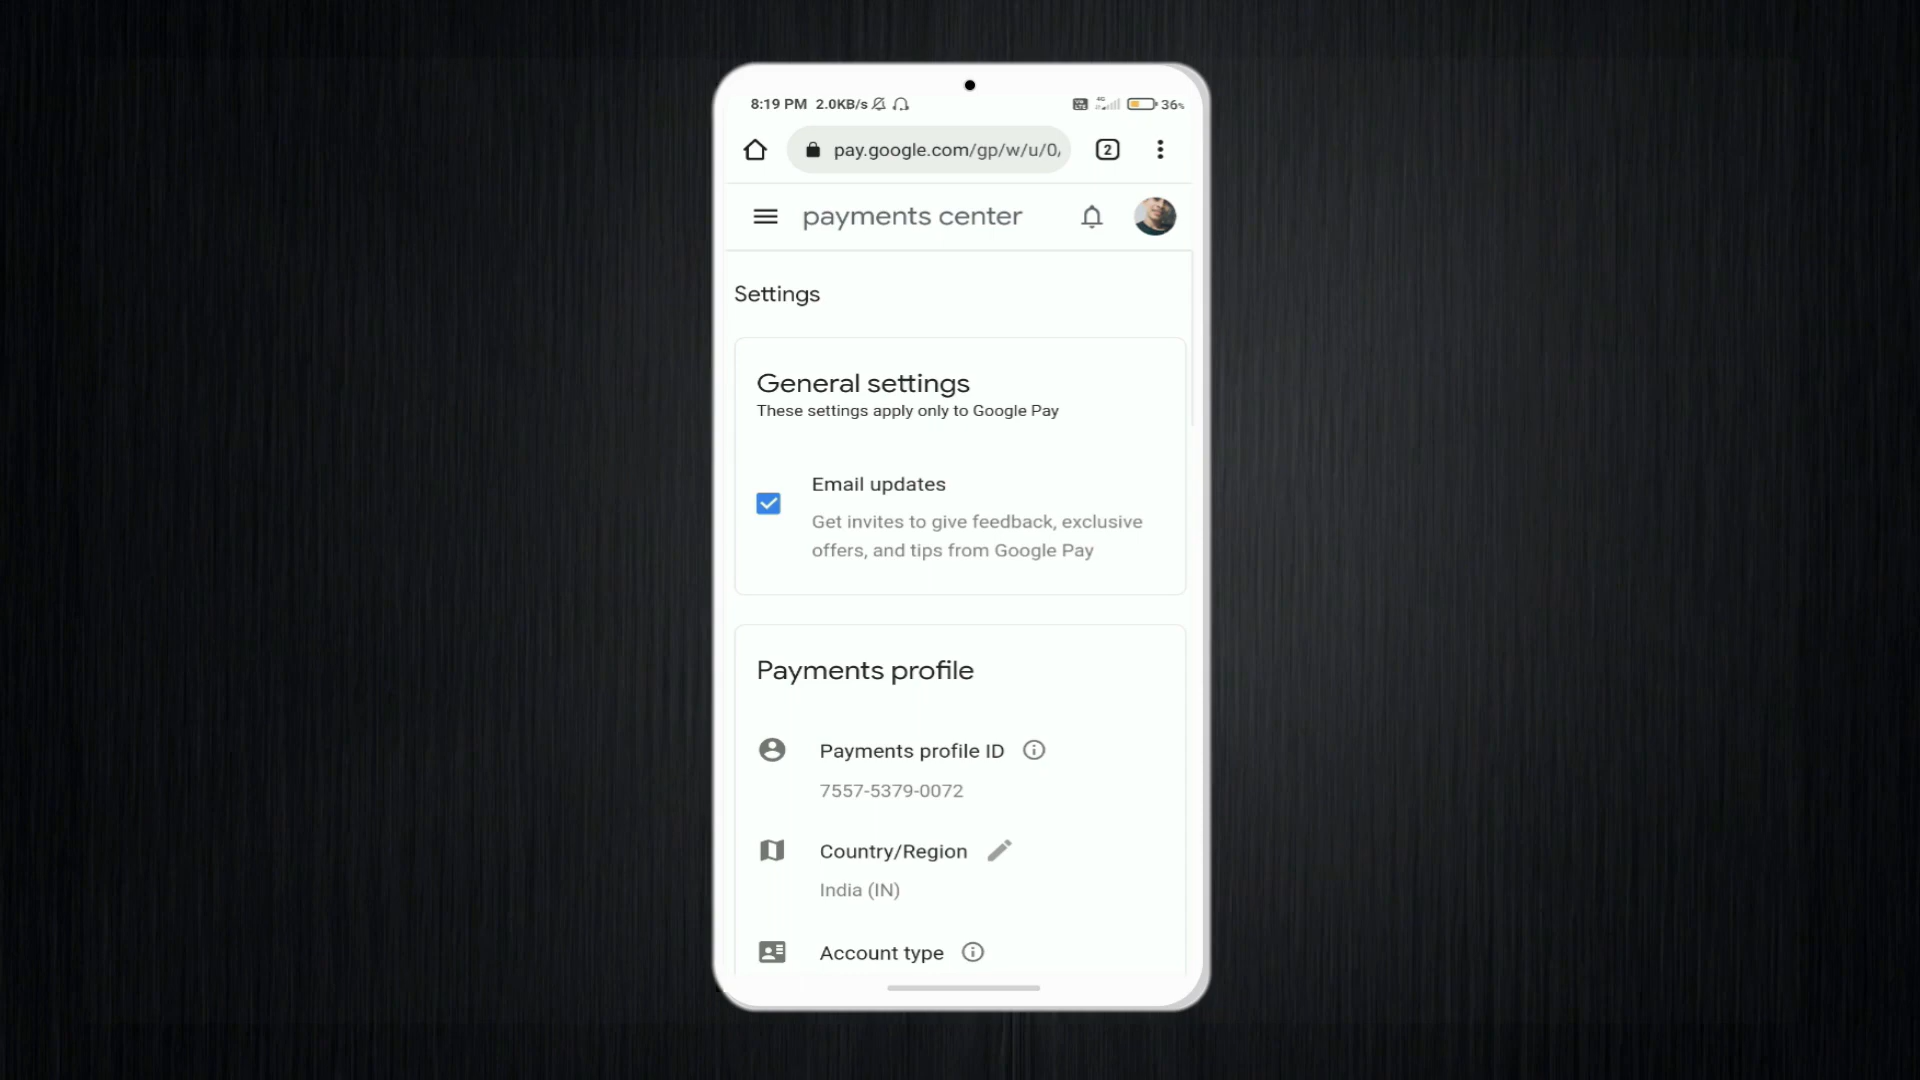 8:19 PM 2.0KB/s 36%
pay.google.com/gp/w/u/0/ 2
payments center
Settings
General settings
These settings apply only to Google Pay
Email updates
Get invites to give feedback, exclusive
offers, and tips from Google Pay
Payments profile
Payments profile ID
7557-5379-0072
Country/Region
India (IN)
Account type